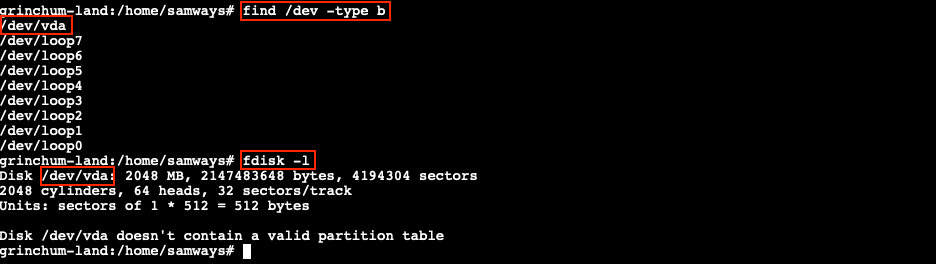 grinchum-land:/home/samways# find /dev -type b
/dev/vda
/dev/loop7
/dev/loop6
/dev/loop5
/dev/loop4
/dev/loop3
/dev/loop2
/dev/loop1
/dev/loop0
grinchum-land:/home/samways# fdisk -l
Disk /dev/vda: 2048 MB, 2147483648 bytes, 4194304 sectors
2048 cylinders, 64 heads, 32 sectors/track
Units: sectors of 1 * 512 = 512 bytes
Disk /dev/vda doesn't contain a valid partition table
grinchum-land:/home/samways#